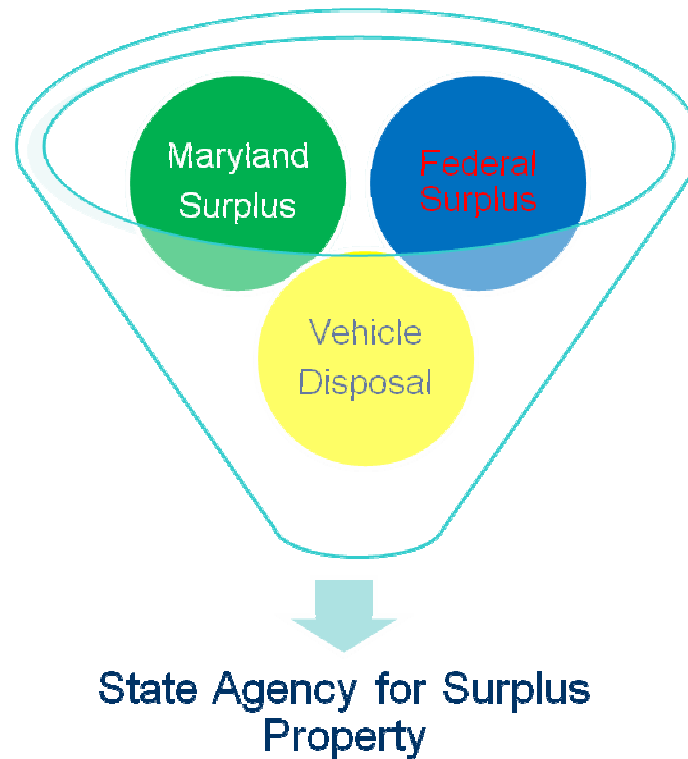 Maryland
Surplus
Federal
Surplus
Vehicle
Disposal
State Agency for Surplus
Property